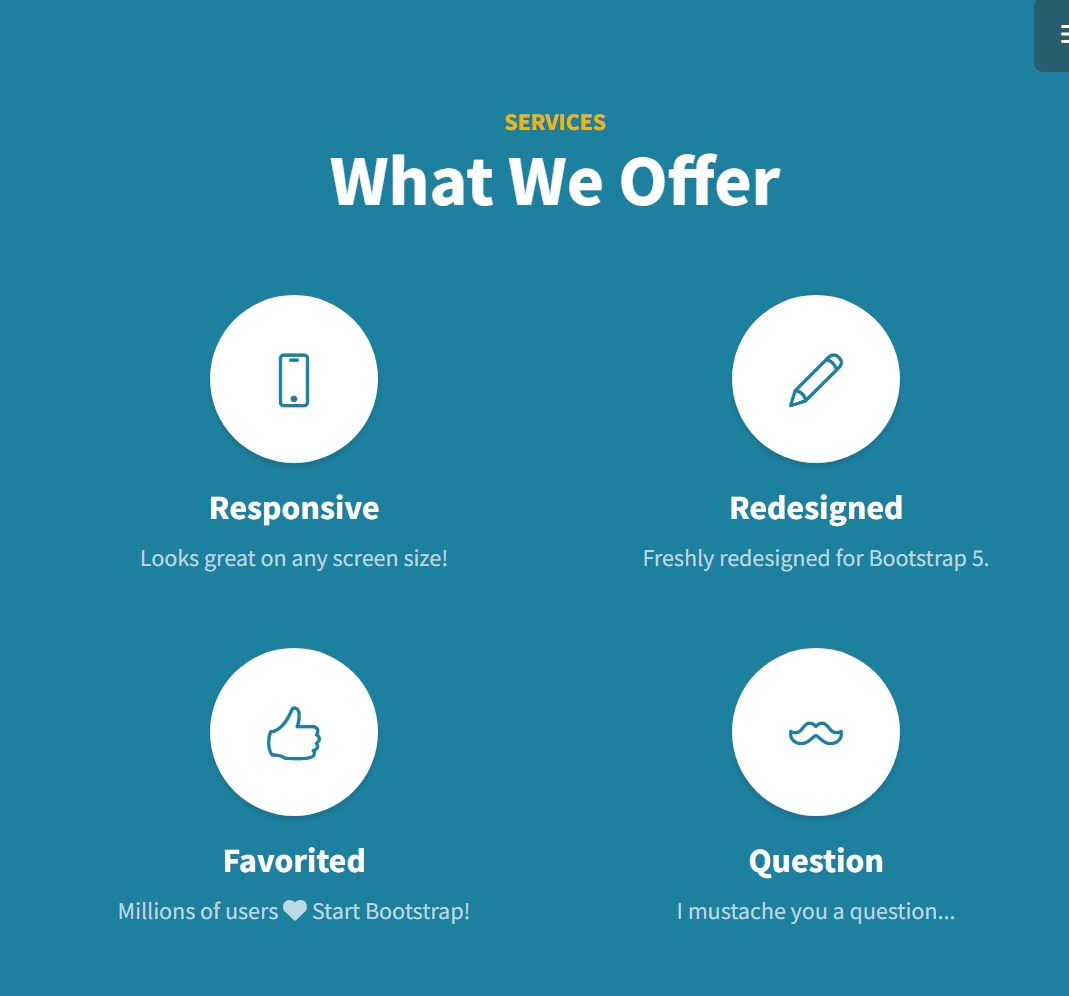 SERVICES
What We Offer
Responsive
Looks great on any screen size!
Redesigned
Freshly redesigned for Bootstrap 5.
Favorited
Millions of users ♥ Start Bootstrap!
Question
I mustache you a question...